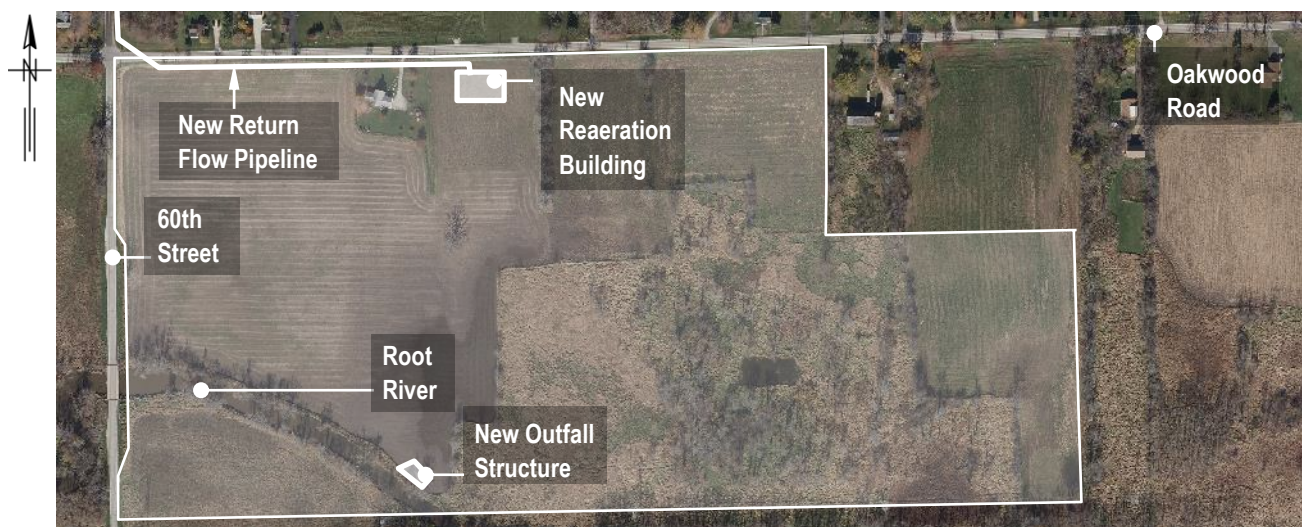 N
Oakwood
Road
New
Reaeration
Building
New Return
Flow Pipeline
60th
Street
Root
River
New Outfall
Structure